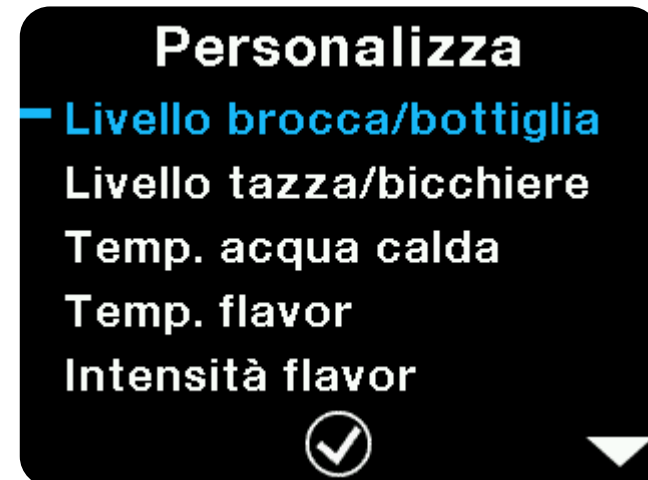 Personalizza
Livello brocca/bottiglia
Livello tazza/bicchiere
Temp. acqua calda
Temp. flavor
Intensità flavor